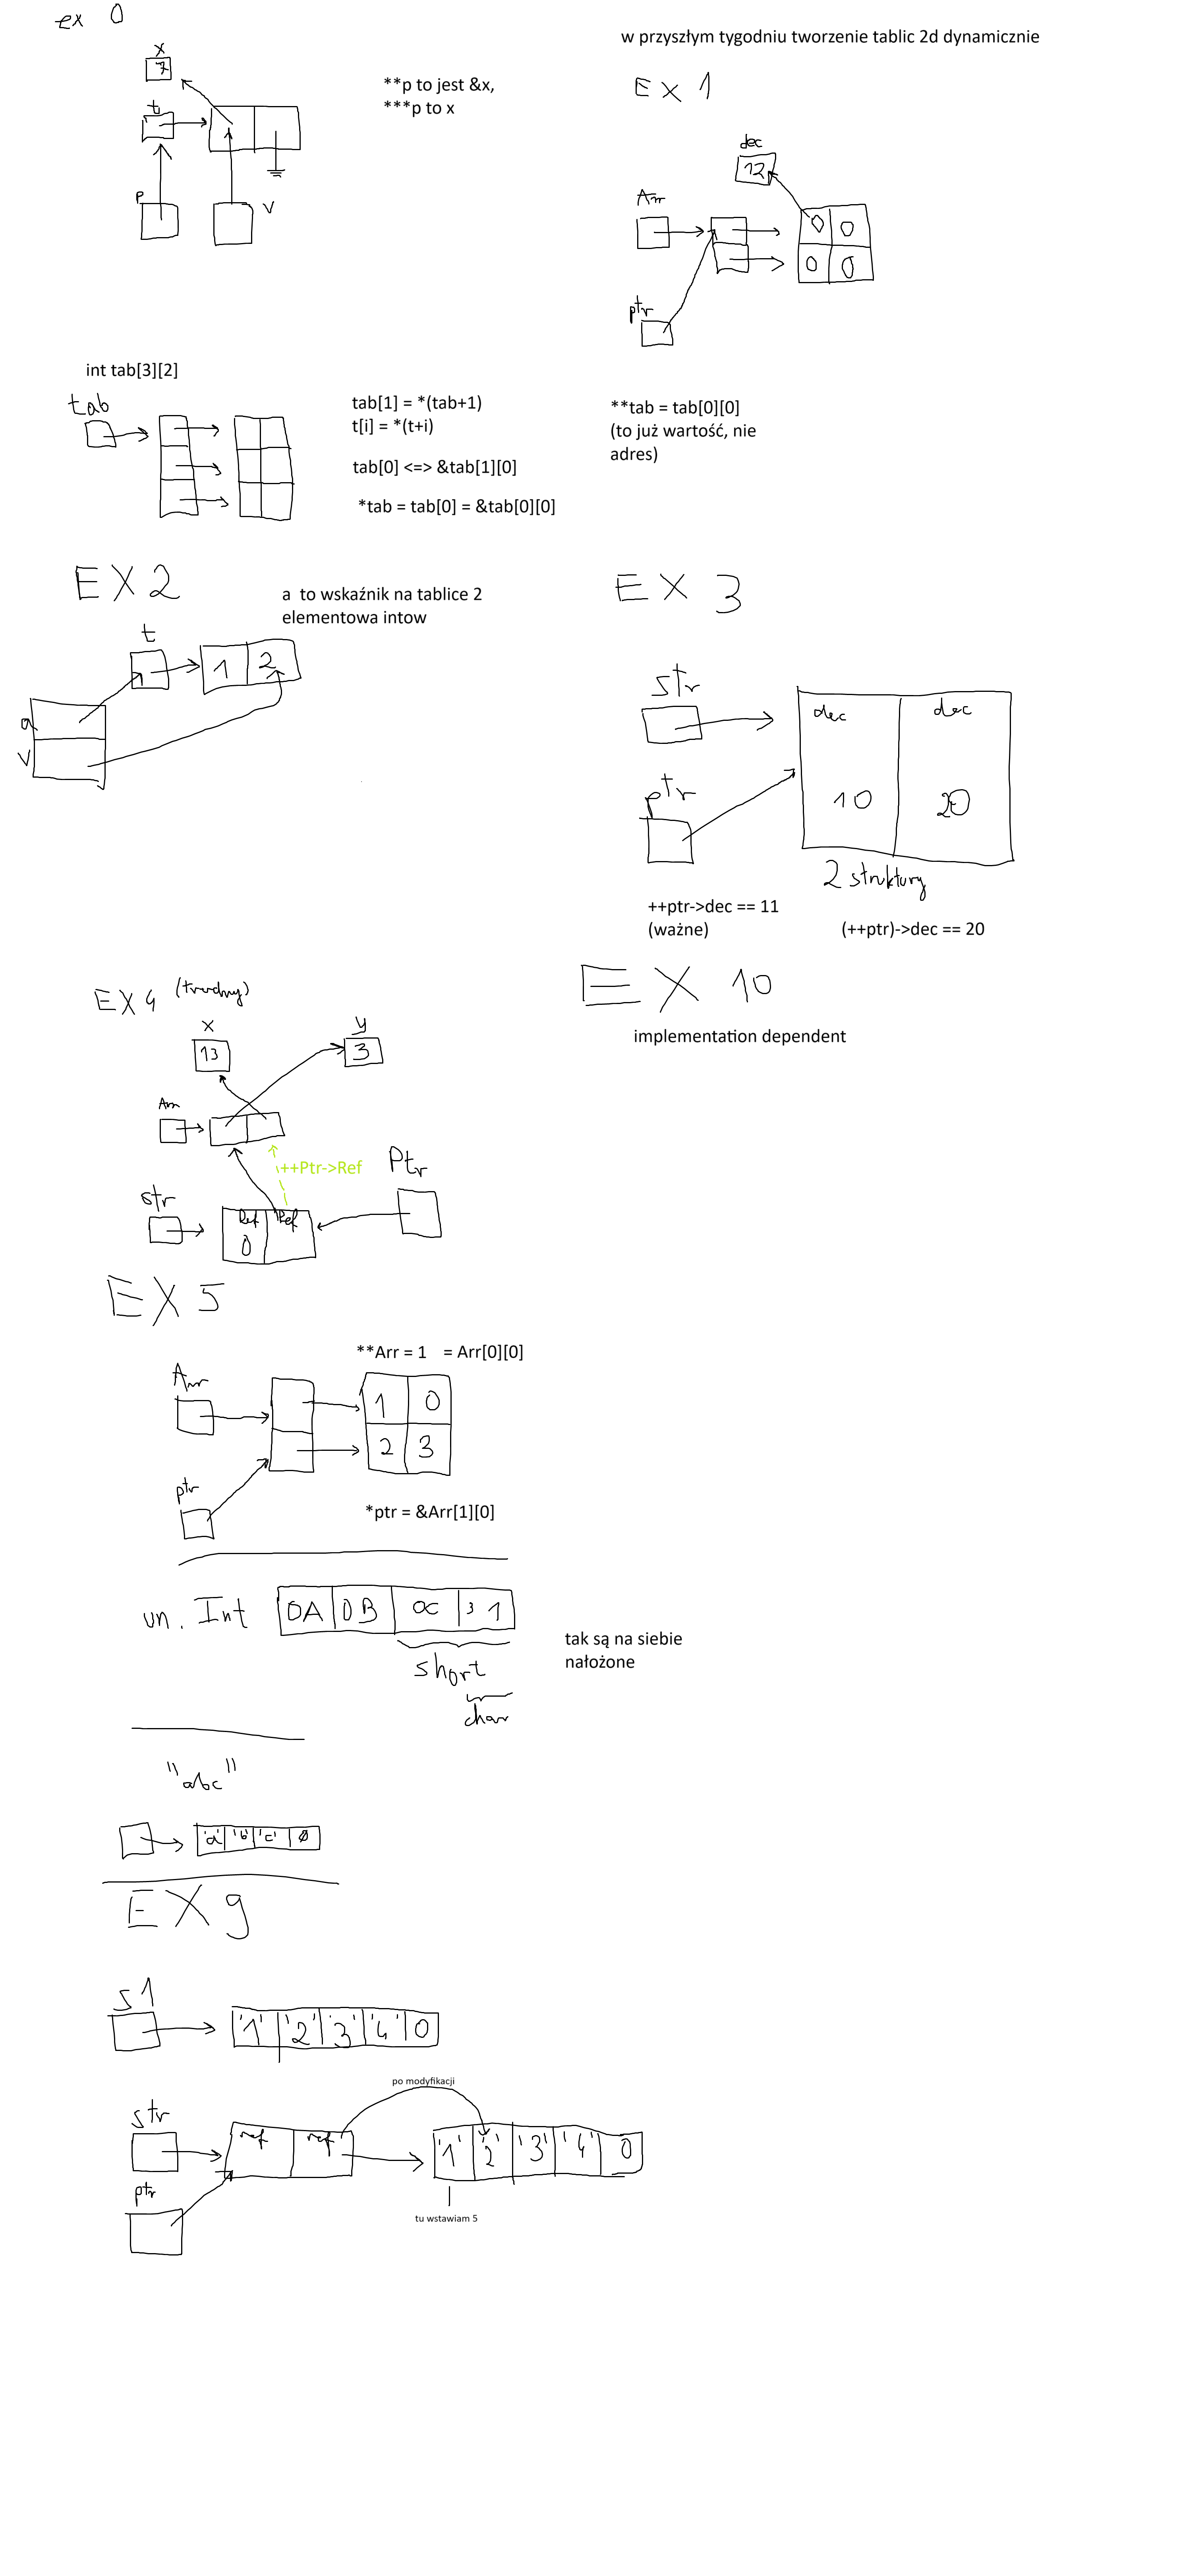 ex 0
x
7
t
p
v
**p to jest &x,
***p to x
w przyszłym tygodniu tworzenie tablic 2d dynamicznie
EX 1
dec
12
Arr
0 0
0 0
ptr
int tab[3][2]
tab
tab[1] = *(tab+1)
t[i] = *(t+i)
tab[0] <=> &tab[1][0]
*tab = tab[0] = &tab[0][0]
**tab = tab[0][0]
(to już wartość, nie
adres)
EX 2
a to wskaźnik na tablice 2
elementowa intow
t
1 2
a
v
EX 3
str
dec dec
10 20
ptr
2 struktury
++ptr->dec == 11
(ważne)
(++ptr)->dec == 20
EX 4 (trudny)
x
13
y
3
Arr
++Ptr->Ref
Ptr
str
Ref Ref
0
EX 10
implementation dependent
EX 5
**Arr = 1 = Arr[0][0]
Arr
1 0
2 3
ptr
*ptr = &Arr[1][0]
un. Int 0A 0B 0C 31
short
char
tak są na siebie
nałożone
"abc"
'a' 'b' 'c' 0
EX 9
s1
'1' '2' '3' '4' 0
po modyfikacji
str
ref ref
'1' '2' '3' '4' 0
ptr
tu wstawiam 5